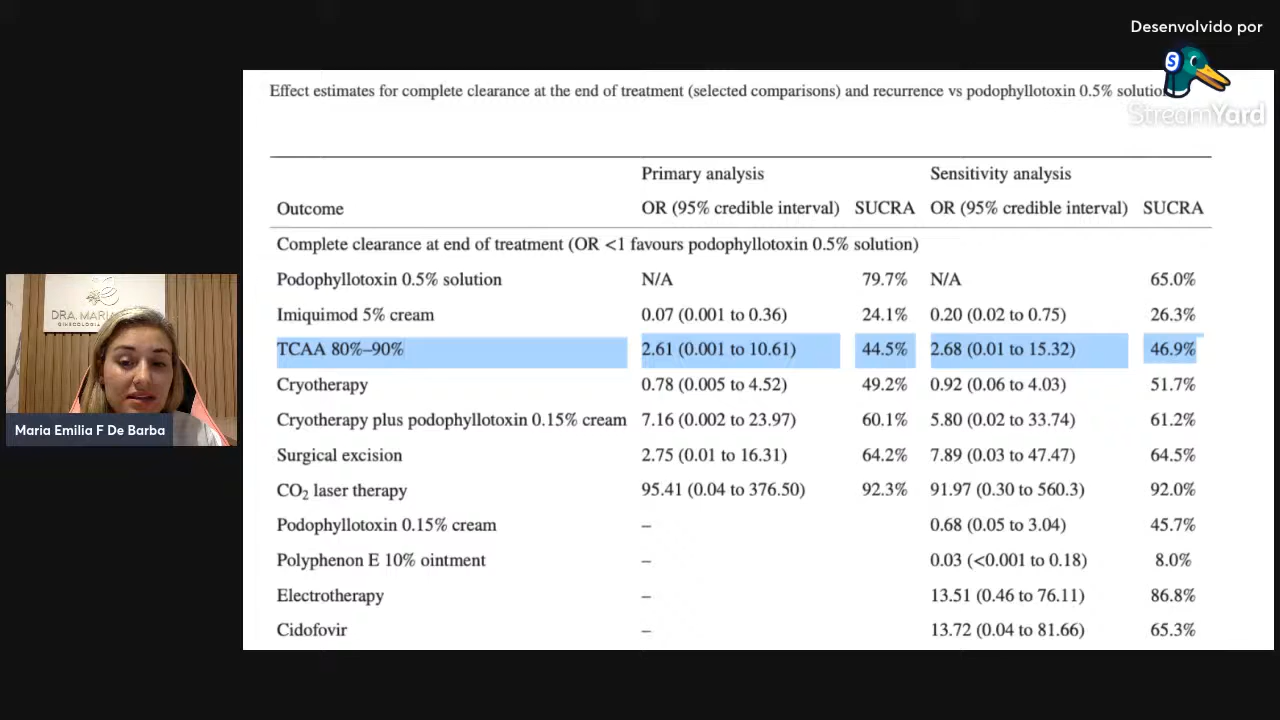 Desenvolvido por
StreamYard
Effect estimates for complete clearance at the end of treatment (selected comparisons) and recurrence vs podophyllotoxin 0.5%
Primary analysis Sensitivity analysis
Outcome OR (95% credible interval) SUCRA OR (95% credible interval) SUCRA
Complete clearance at end of treatment (OR <1 favours podophyllotoxin 0.5% solution)
Podophyllotoxin 0.5% solution N/A 79.7% N/A 65.0%
Imiquimod 5% cream 0.07 (0.001 to 0.36) 24.1% 0.20 (0.02 to 0.75) 26.3%
TCAA 80%–90% 2.61 (0.001 to 10.61) 44.5% 2.68 (0.01 to 15.32) 46.9%
Cryotherapy 0.78 (0.005 to 4.52) 49.2% 0.92 (0.06 to 4.03) 51.7%
Cryotherapy plus podophyllotoxin 0.15% cream 7.16 (0.002 to 23.97) 60.1% 5.80 (0.02 to 33.74) 61.2%
Surgical excision 2.75 (0.01 to 16.31) 64.2% 7.89 (0.03 to 47.47) 64.5%
CO₂ laser therapy 95.41 (0.04 to 376.50) 92.3% 91.97 (0.30 to 560.3) 92.0%
Podophyllotoxin 0.15% cream – 0.68 (0.05 to 3.04) 45.7%
Polyphenon E 10% ointment – 0.03 (<0.001 to 0.18) 8.0%
Electrotherapy – 13.51 (0.46 to 76.11) 86.8%
Cidofovir – 13.72 (0.04 to 81.66) 65.3%
DRA. MARIA
Maria Emilia F De Barba